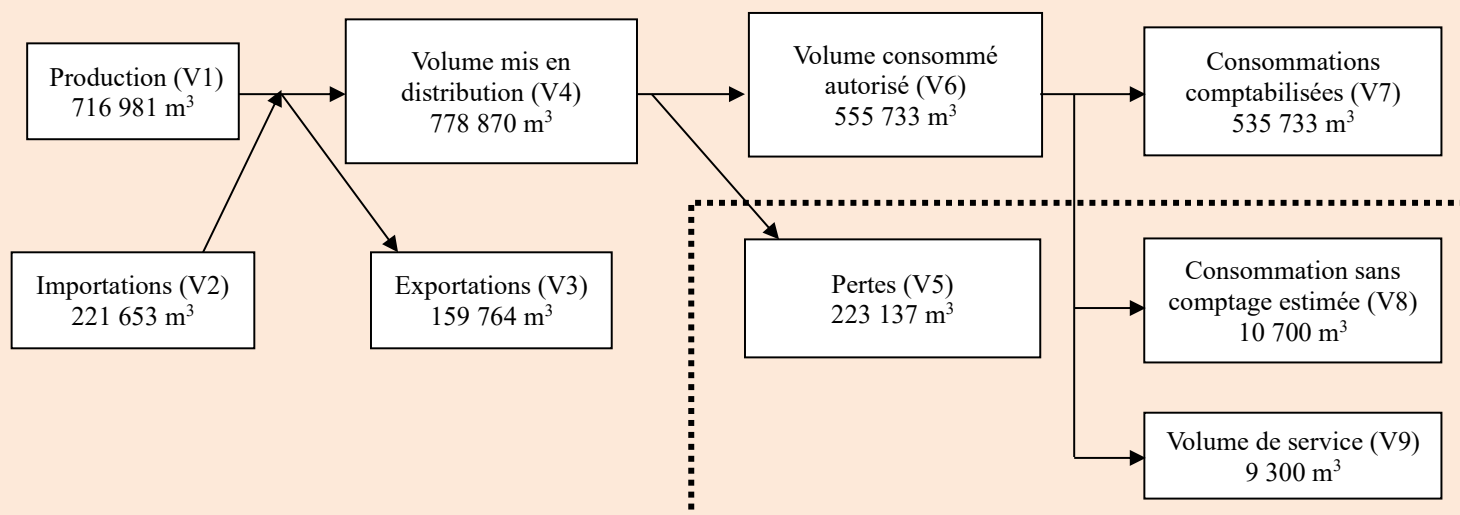 Production (V1)
716 981 m³
Volume mis en
distribution (V4)
778 870 m³
Volume consommé
autorisé (V6)
555 733 m³
Consommations
comptabilisées (V7)
535 733 m³
Importations (V2)
221 653 m³
Exportations (V3)
159 764 m³
Pertes (V5)
223 137 m³
Consommation sans
comptage estimée (V8)
10 700 m³
Volume de service (V9)
9 300 m³